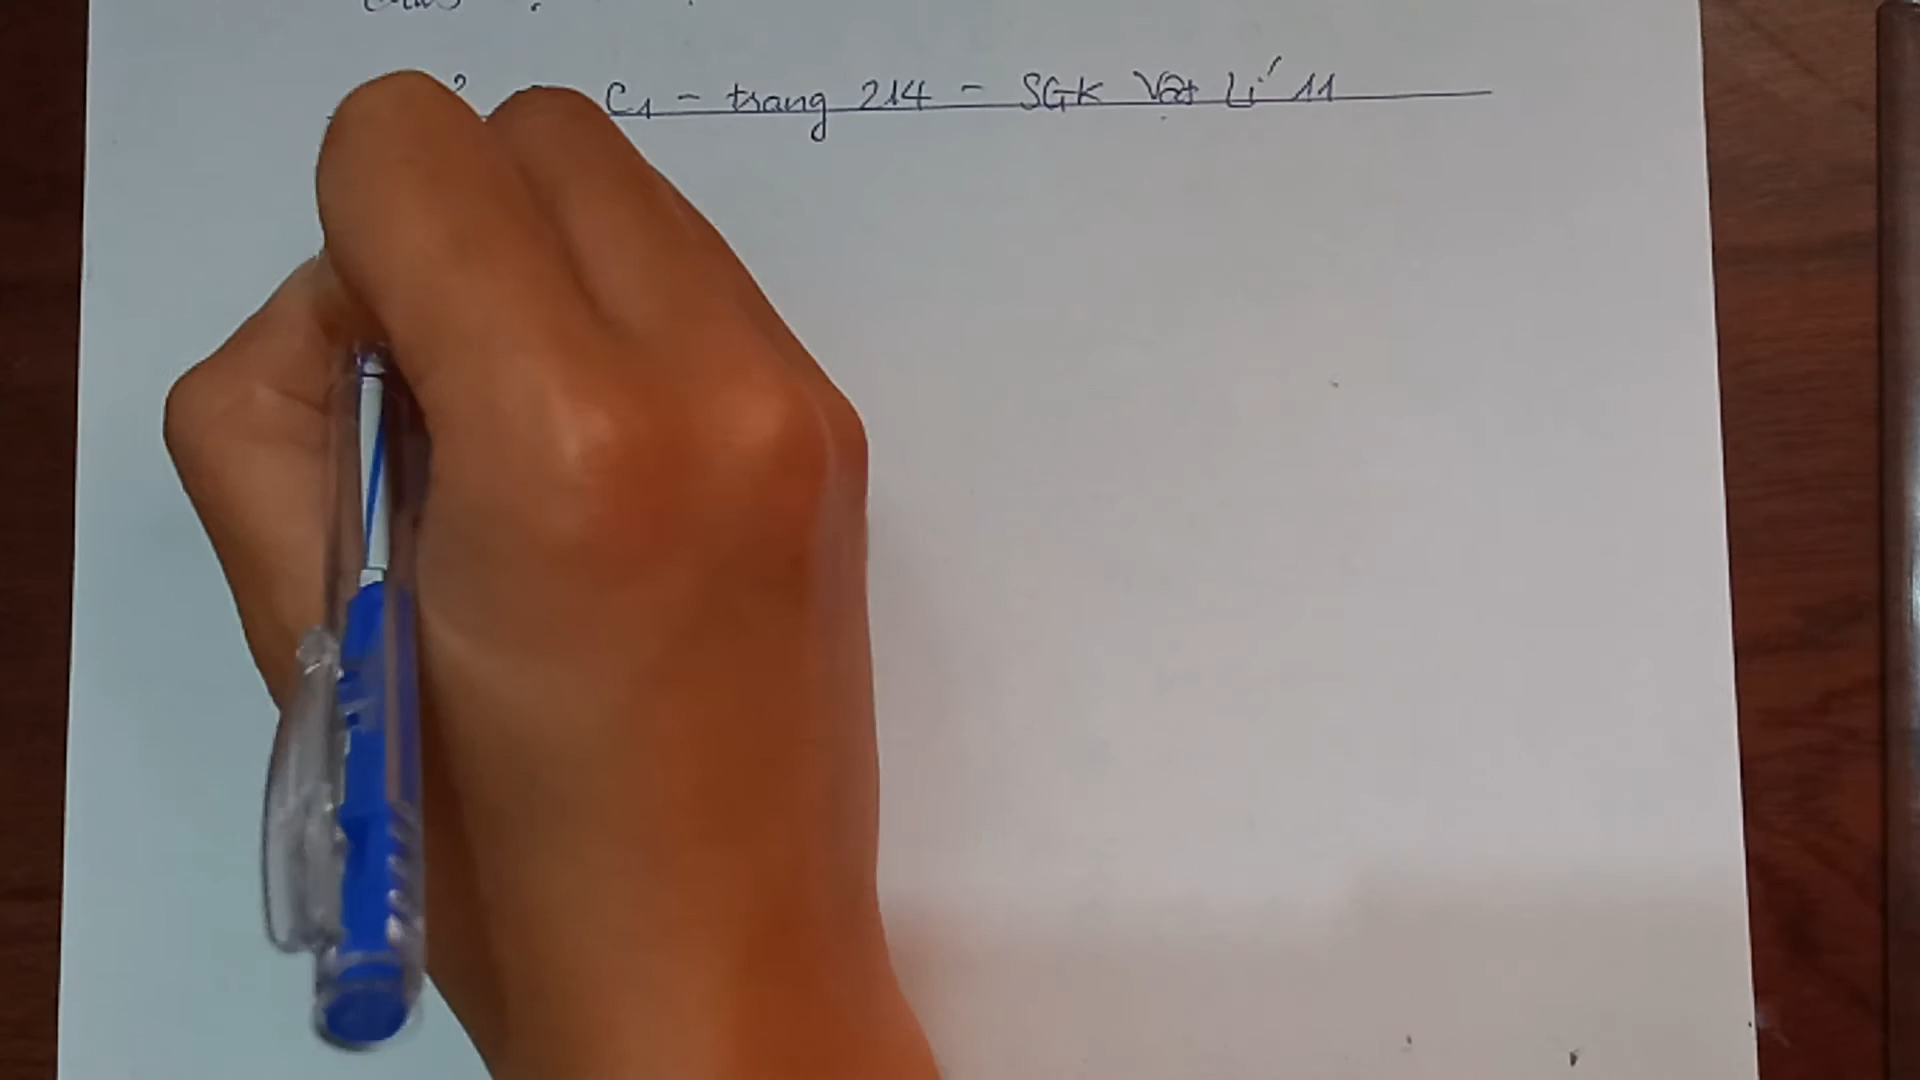 C1 - trang 214 - SGK Vật Lí 11